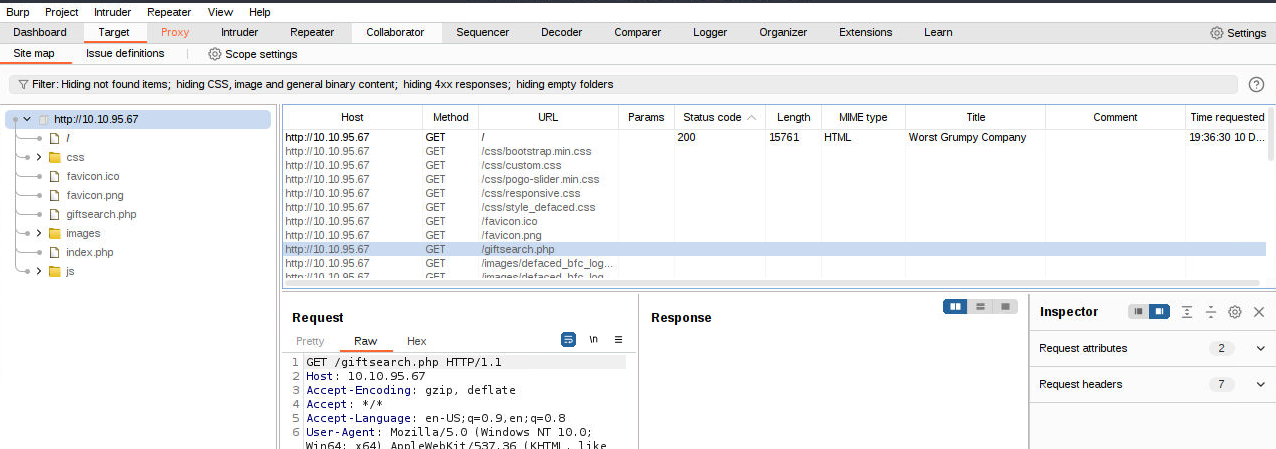 Burp Project Intruder Repeater View Help
Dashboard Target Proxy Intruder Repeater Collaborator Sequencer Decoder Comparer Logger Organizer Extensions Learn Settings
Site map Issue definitions Scope settings
Filter: Hiding not found items; hiding CSS, image and general binary content; hiding 4xx responses; hiding empty folders
http://10.10.95.67
/
css
favicon.ico
favicon.png
giftsearch.php
images
index.php
js
Host Method URL Params Status code Length MIME type Title Comment Time requested
http://10.10.95.67 GET / 200 15761 HTML Worst Grumpy Company 19:36:30 10 D...
http://10.10.95.67 GET /css/bootstrap.min.css
http://10.10.95.67 GET /css/custom.css
http://10.10.95.67 GET /css/pogo-slider.min.css
http://10.10.95.67 GET /css/responsive.css
http://10.10.95.67 GET /css/style_defaced.css
http://10.10.95.67 GET /favicon.ico
http://10.10.95.67 GET /favicon.png
http://10.10.95.67 GET /giftsearch.php
http://10.10.95.67 GET /images/defaced_bfc_log...
http://10.10.95.67 GET /images/defaced_bfc_log...
Request
Pretty Raw Hex \n
1 GET /giftsearch.php HTTP/1.1
2 Host: 10.10.95.67
3 Accept-Encoding: gzip, deflate
4 Accept: */*
5 Accept-Language: en-US;q=0.9,en;q=0.8
6 User-Agent: Mozilla/5.0 (Windows NT 10.0;
Win64; x64) AppleWebKit/537.36 (KHTML, like
Response
Inspector
Request attributes 2
Request headers 7